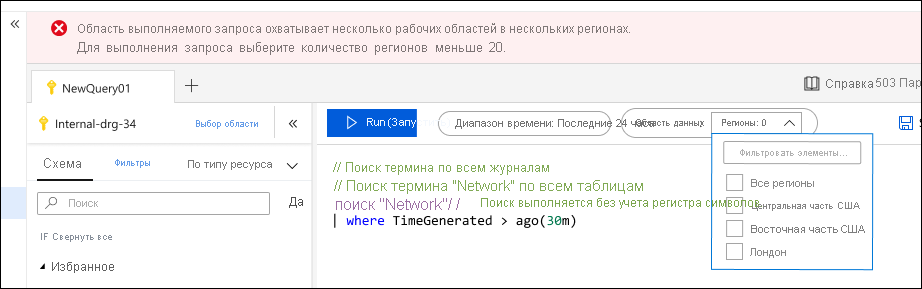 «
Область выполняемого запроса охватывает несколько рабочих областей в нескольких регионах.
Для выполнения запроса выберите количество регионов меньше 20.
NewQuery01
+
Справка 503 Пар
Internal-drg-34
Выбор области
«
Run (Запу
Диапазон времени: Последние 24 часа
Область данных
Регионы: 0
Схема
Фильтры
По типу ресурса
Фильтровать элементы...
Поиск
Да
Все регионы
Центральная часть США
Восточная часть США
Лондон
// Поиск термина по всем журналам
// Поиск термина "Network" по всем таблицам
поиск "Network"/ / Поиск выполняется без учета регистра символов
| where TimeGenerated > ago(30m)
IF Свернуть все
Избранное